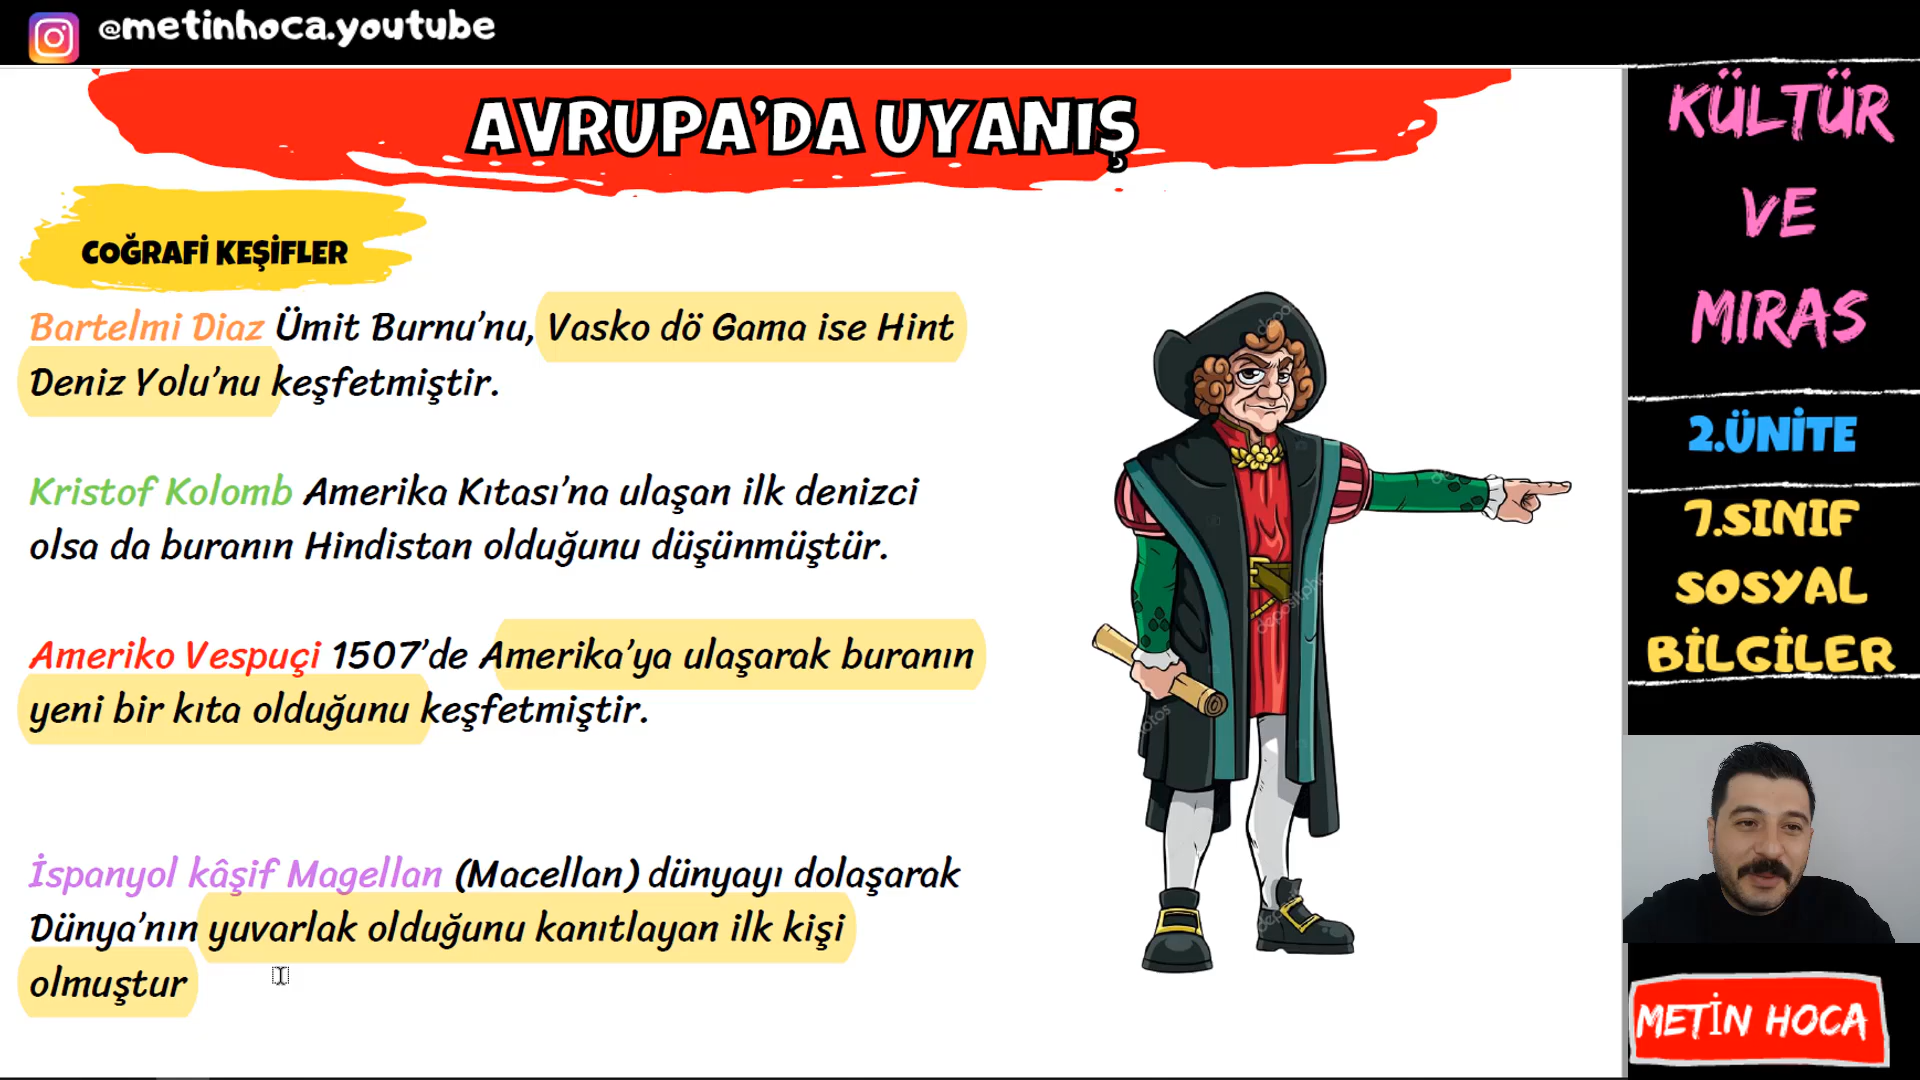 @metinhoca.youtube
AVRUPA'DA UYANIŞ
COĞRAFİ KEŞİFLER
Bartelmi Diaz Ümit Burnu'nu, Vasko dö Gama ise Hint
Deniz Yolu'nu keşfetmiştir.
Kristof Kolomb Amerika Kıtası'na ulaşan ilk denizci
olsa da buranın Hindistan olduğunu düşünmüştür.
Ameriko Vespuçi 1507'de Amerika'ya ulaşarak buranın
yeni bir kıta olduğunu keşfetmiştir.
İspanyol kâşif Magellan (Macellan) dünyayı dolaşarak
Dünya'nın yuvarlak olduğunu kanıtlayan ilk kişi
olmuştur
KÜLTÜR
VE
MIRAS
2.ÜNİTE
7.SINIF
SOSYAL
BİLGİLER
METİN HOCA